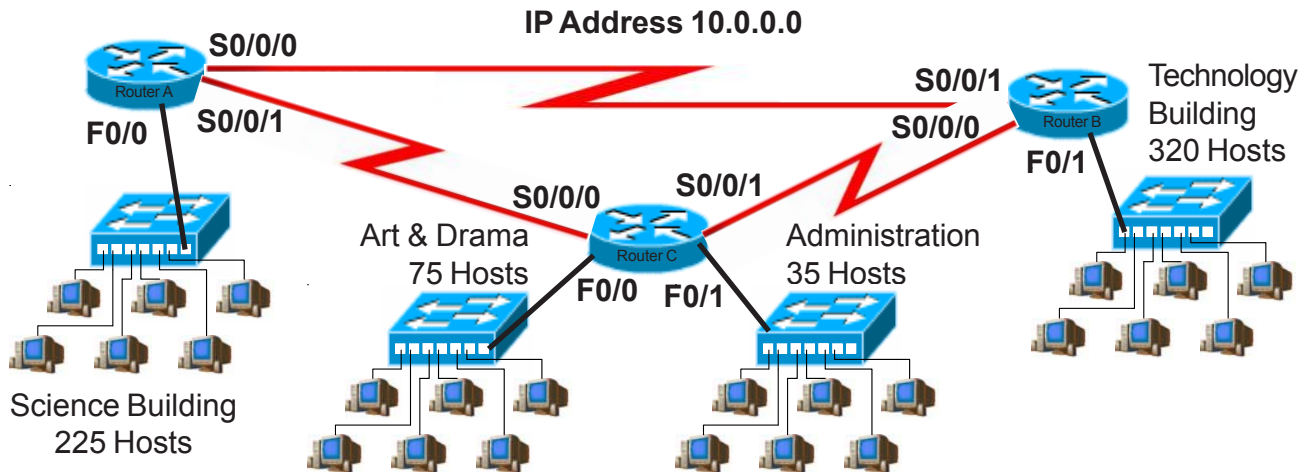 IP Address 10.0.0.0
S0/0/0
Router A
S0/0/1
F0/0
S0/0/1
Router B
S0/0/0
F0/1
Technology
Building
320 Hosts
S0/0/0
S0/0/1
Router C
F0/0
F0/1
Art & Drama
75 Hosts
Administration
35 Hosts
Science Building
225 Hosts